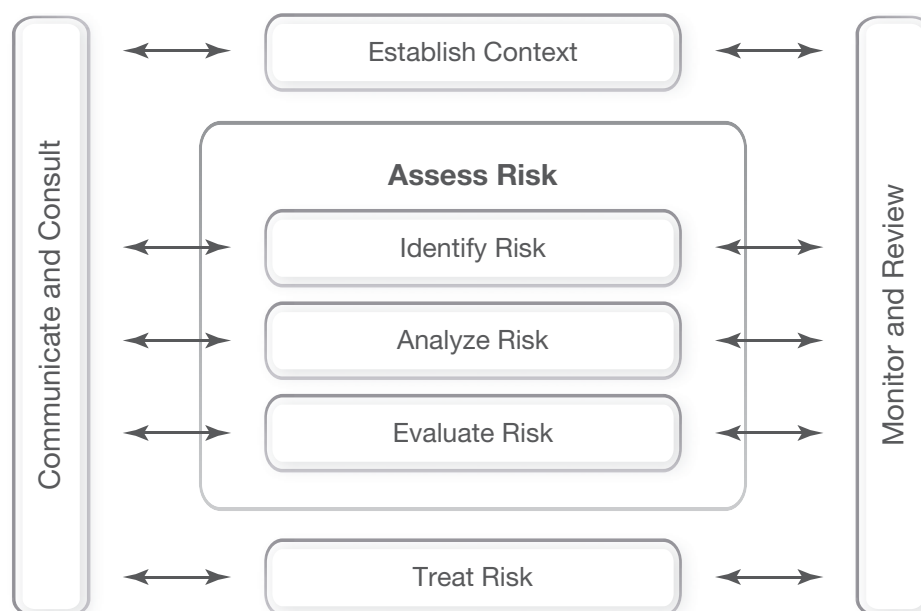 Communicate and Consult
Establish Context
Assess Risk
Identify Risk
Analyze Risk
Evaluate Risk
Treat Risk
Monitor and Review